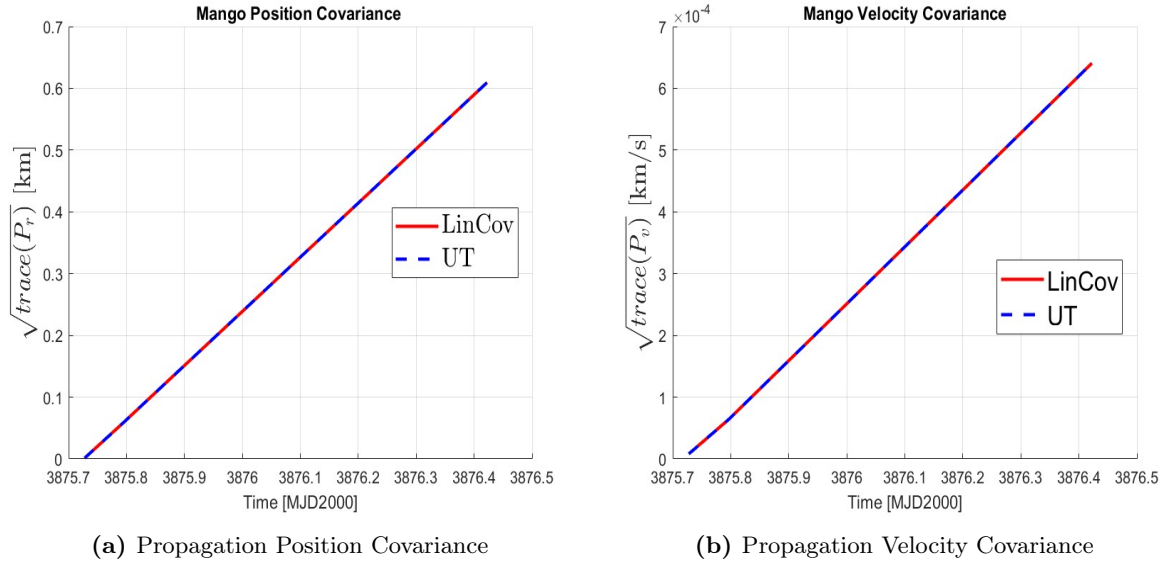 Mango Position Covariance
0.7
0.6
0.5
0.4
0.3
0.2
0.1
0
√trace(P_r) [km]
LinCov
UT
3875.7 3875.8 3875.9 3876 3876.1 3876.2 3876.3 3876.4 3876.5
Time [MJD2000]
(a) Propagation Position Covariance
Mango Velocity Covariance
×10^-4
7
6
5
4
3
2
1
0
√trace(P_v) [km/s]
LinCov
UT
3875.7 3875.8 3875.9 3876 3876.1 3876.2 3876.3 3876.4 3876.5
Time [MJD2000]
(b) Propagation Velocity Covariance